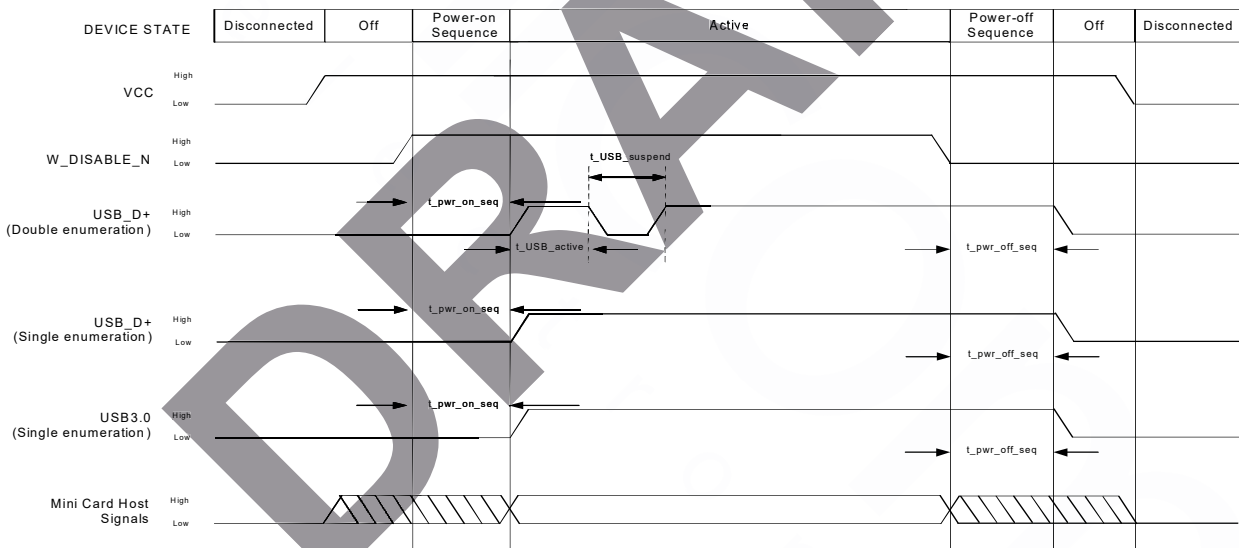 DEVICE STATE Disconnected Off Power-on Sequence Active Power-off Sequence Off Disconnected
VCC High Low
W_DISABLE_N High Low
t_USB_suspend
USB_D+ (Double enumeration) High Low
t_pwr_on_seq
t_USB_active
t_pwr_off_seq
USB_D+ (Single enumeration) High Low
t_pwr_on_seq
t_pwr_off_seq
USB3.0 (Single enumeration) High Low
t_pwr_on_seq
t_pwr_off_seq
Mini Card Host Signals High Low